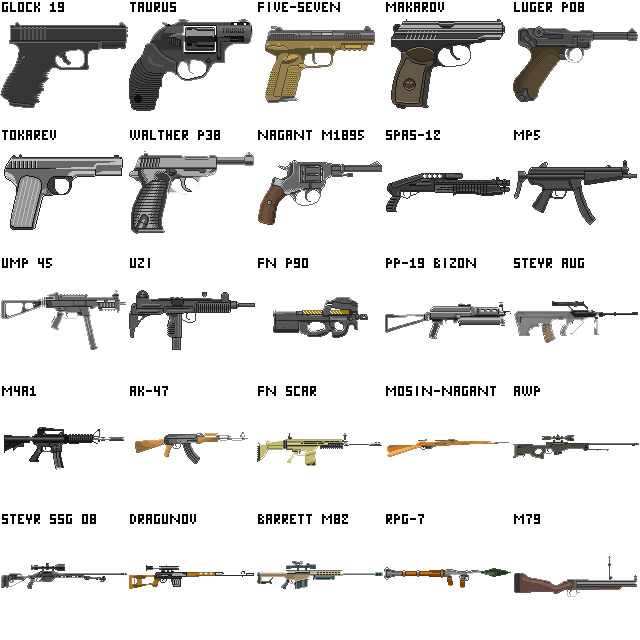 GLOCK 19
TAURUS
FIVE-SEVEN
MAKAROV
LUGER P08
TAURUS
TOKAREV
WALTHER P38
NAGANT M1895
SPAS-12
MP5
UMP 45
UZI
FN P90
PP-19 BIZON
STEYR AUG
M4A1
AK-47
FN SCAR
MOSIN-NAGANT
AWP
STEYR SSG 08
DRAGUNOV
BARRETT M82
RPG-7
M79